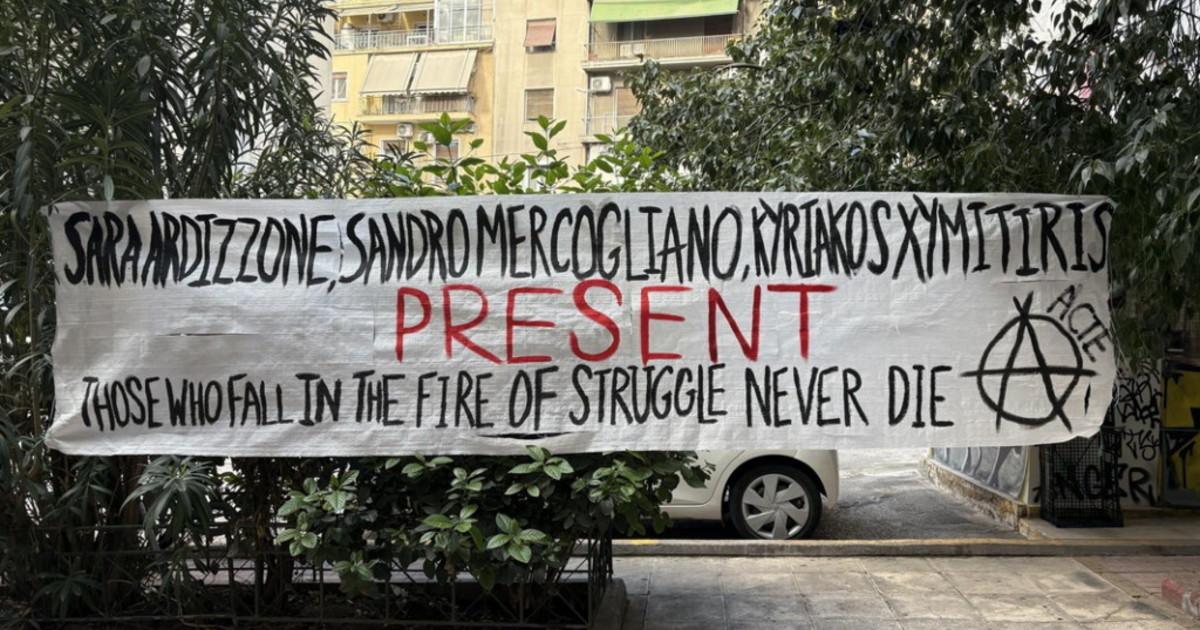 SARA ARDIZZONE, SANDRO MERCOGLIANO, KYRIAKOS XYMITIRIS
PRESENT
THOSE WHO FALL IN THE FIRE OF STRUGGLE NEVER DIE
A
ACTE